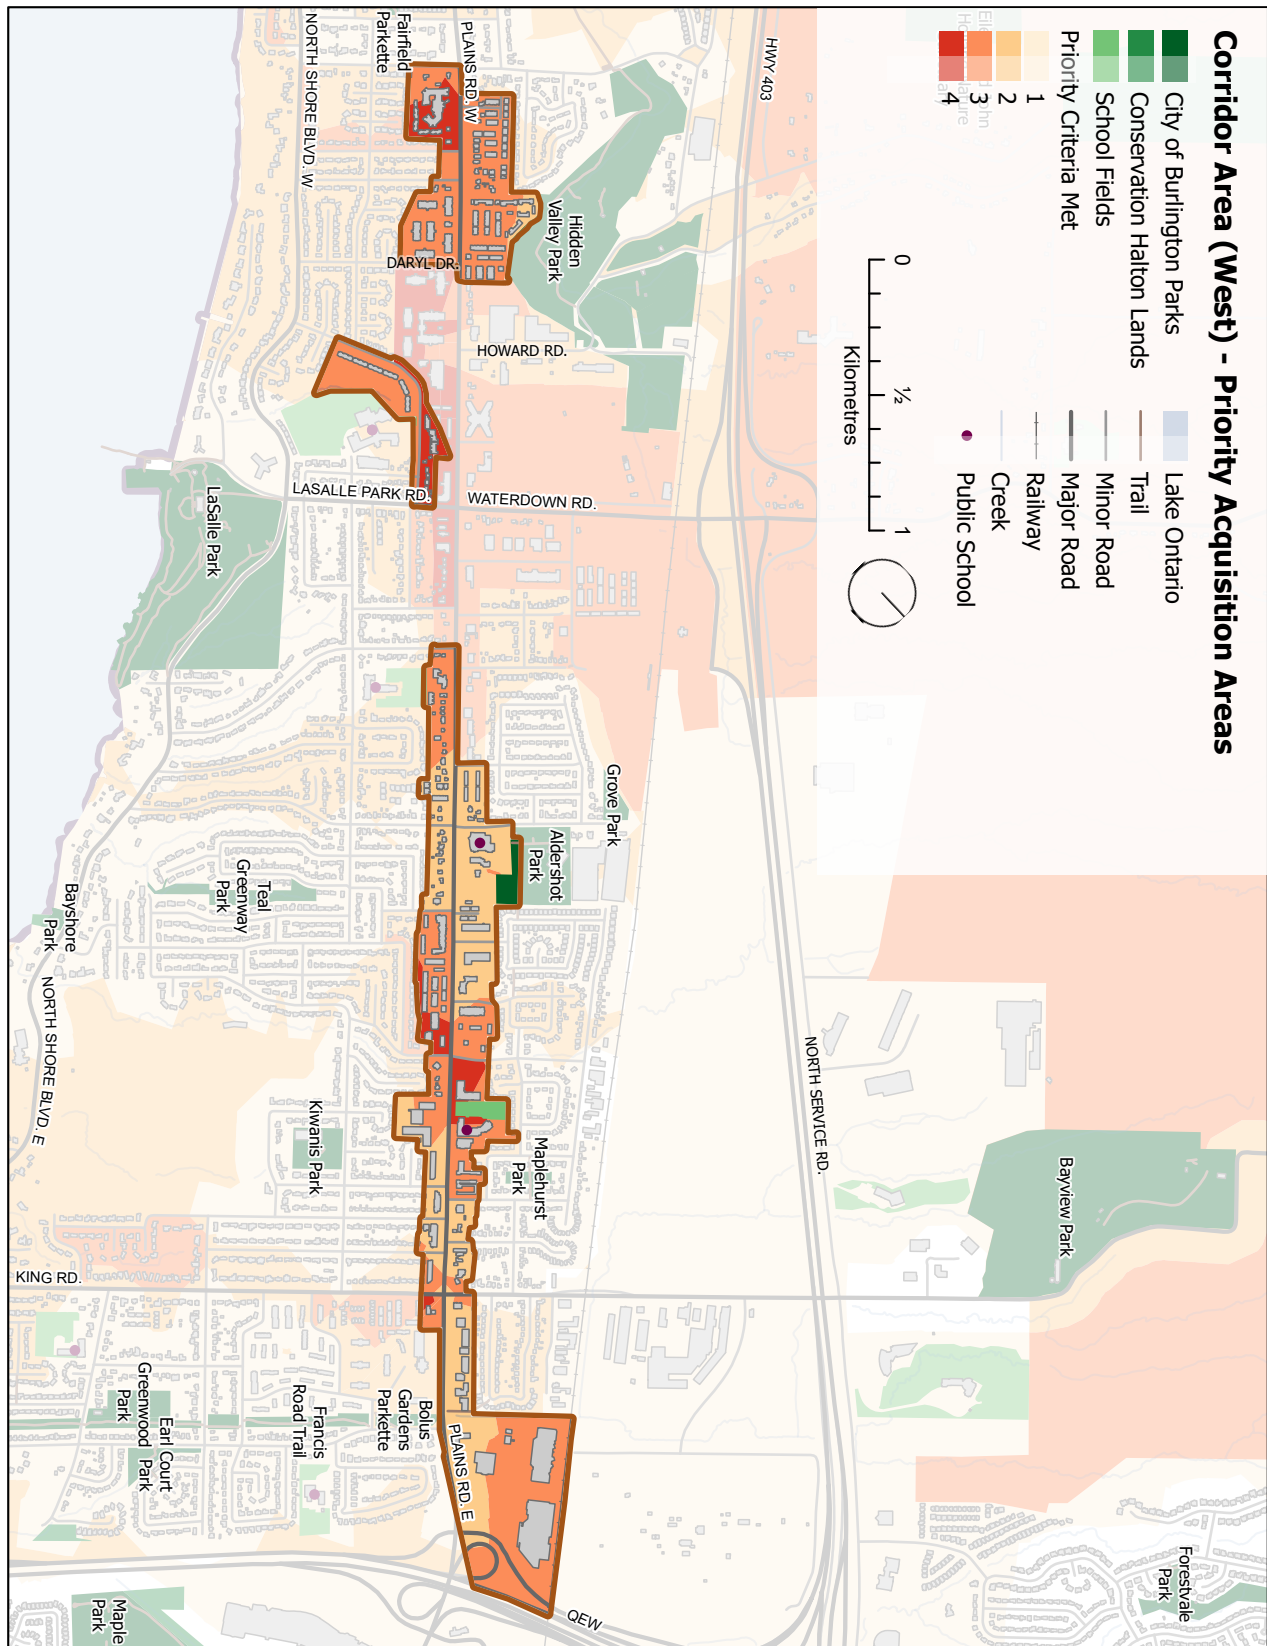 Corridor Area (West) - Priority Acquisition Areas
City of Burlington Parks
Conservation Halton Lands
School Fields
Priority Criteria Met
1
2
3
4
Lake Ontario
Trail
Minor Road
Major Road
Railway
Creek
Public School
0
½
1
Kilometres
HWY 403
PLAINS RD. W
NORTH SHORE BLVD. W
Fairfield
Parkette
Hidden
Valley Park
DARYL DR.
HOWARD RD.
LASALLE PARK RD.
WATERDOWN RD.
LaSalle Park
Grove Park
Aldershot
Park
Teal
Greenway
Park
Bayshore
Park
NORTH SHORE BLVD. E
NORTH SERVICE RD.
Kiwanis Park
Maplehurst
Park
Bayview Park
KING RD.
Greenwood
Park
Earl Court
Park
Francis
Road Trail
Bolus
Gardens
Parkette
PLAINS RD. E
QEW
Forestvale
Park
Maple
Park